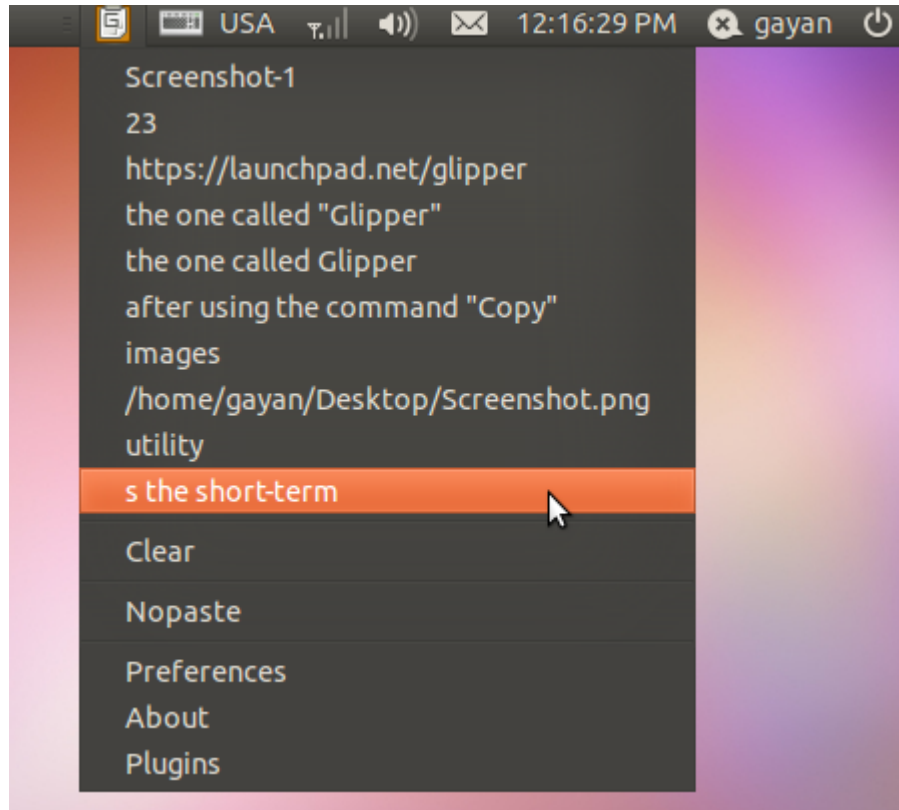 USA 12:16:29 PM gayan
Screenshot-1
23
https://launchpad.net/glipper
the one called "Glipper"
the one called Glipper
after using the command "Copy"
images
/home/gayan/Desktop/Screenshot.png
utility
s the short-term
Clear
Nopaste
Preferences
About
Plugins